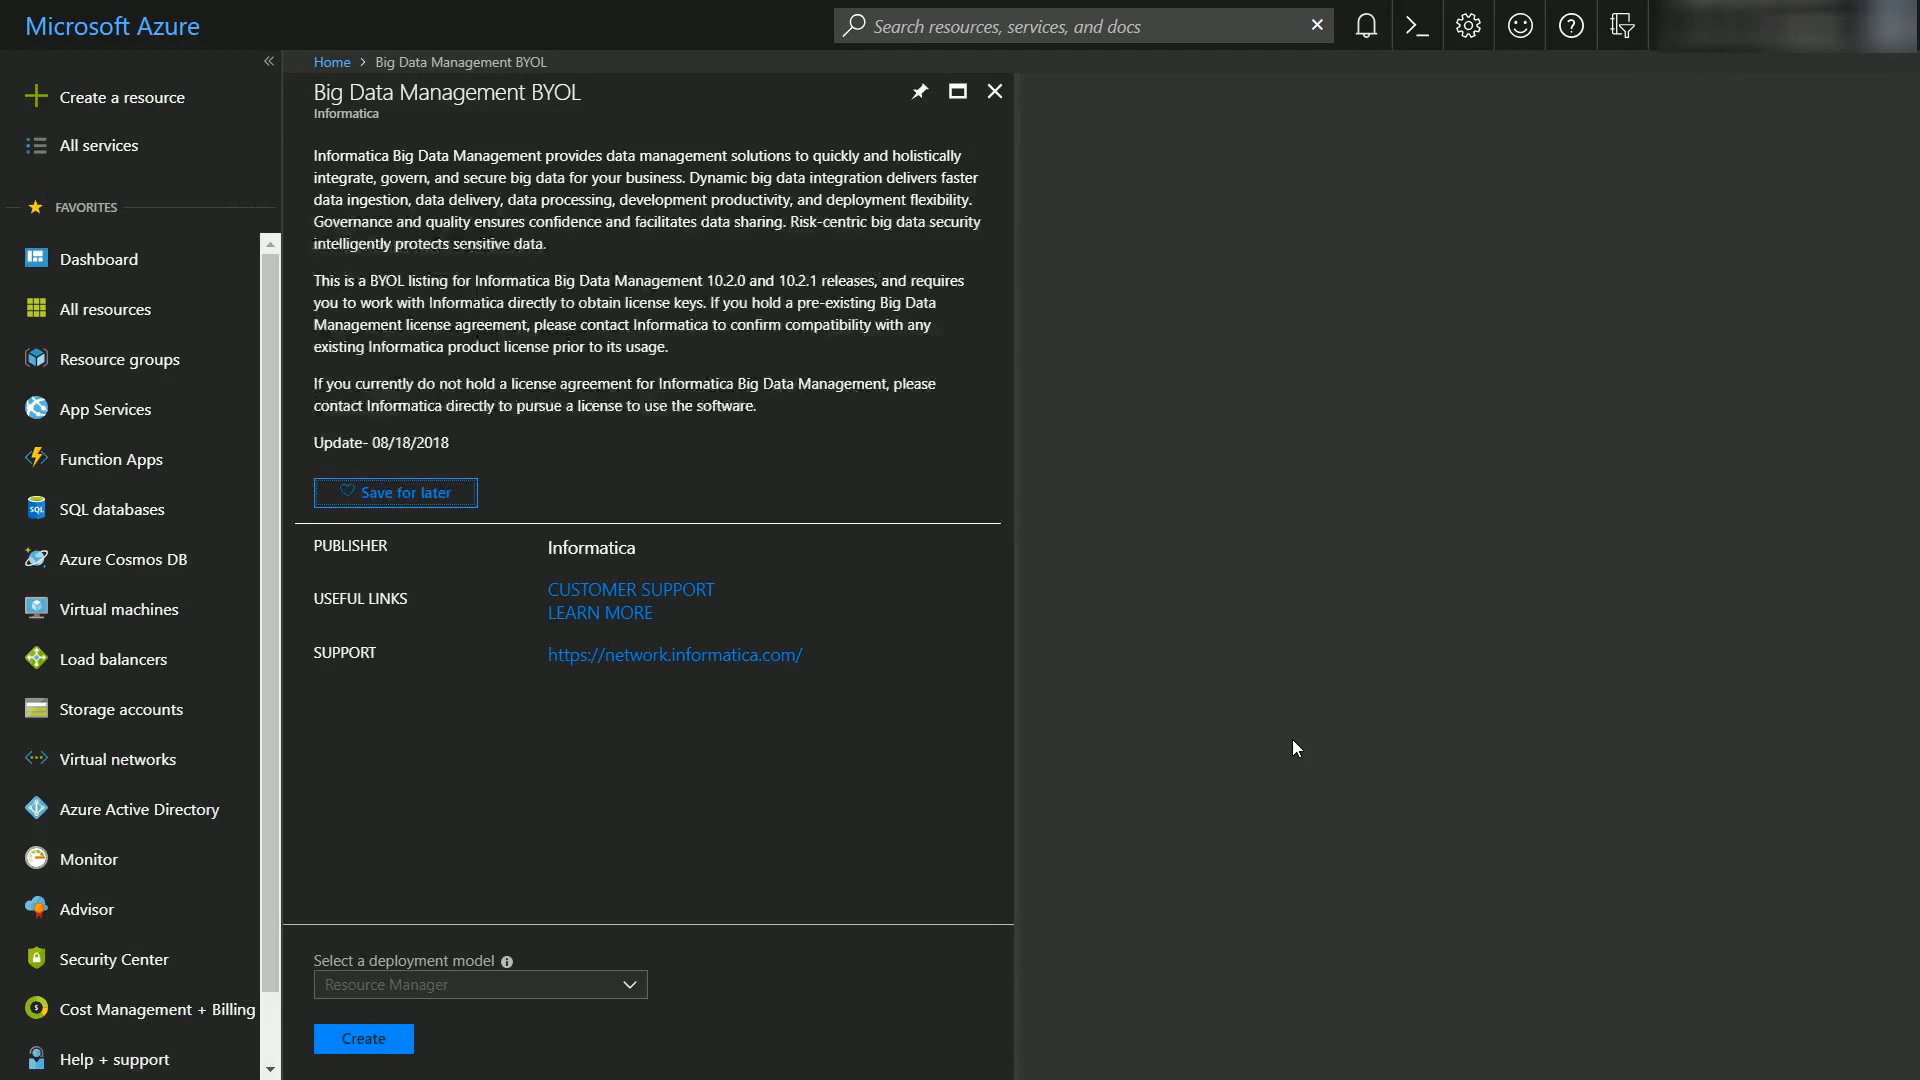 Microsoft Azure
Search resources, services, and docs
Create a resource
All services
FAVORITES
Dashboard
All resources
Resource groups
App Services
Function Apps
SQL databases
Azure Cosmos DB
Virtual machines
Load balancers
Storage accounts
Virtual networks
Azure Active Directory
Monitor
Advisor
Security Center
Cost Management + Billing
Help + support
Home > Big Data Management BYOL
Big Data Management BYOL
Informatica
Informatica Big Data Management provides data management solutions to quickly and holistically
integrate, govern, and secure big data for your business. Dynamic big data integration delivers faster
data ingestion, data delivery, data processing, development productivity, and deployment flexibility.
Governance and quality ensures confidence and facilitates data sharing. Risk-centric big data security
intelligently protects sensitive data.
This is a BYOL listing for Informatica Big Data Management 10.2.0 and 10.2.1 releases, and requires
you to work with Informatica directly to obtain license keys. If you hold a pre-existing Big Data
Management license agreement, please contact Informatica to confirm compatibility with any
existing Informatica product license prior to its usage.
If you currently do not hold a license agreement for Informatica Big Data Management, please
contact Informatica directly to pursue a license to use the software.
Update- 08/18/2018
Save for later
PUBLISHER Informatica
USEFUL LINKS CUSTOMER SUPPORT
LEARN MORE
SUPPORT https://network.informatica.com/
Select a deployment model
Resource Manager
Create